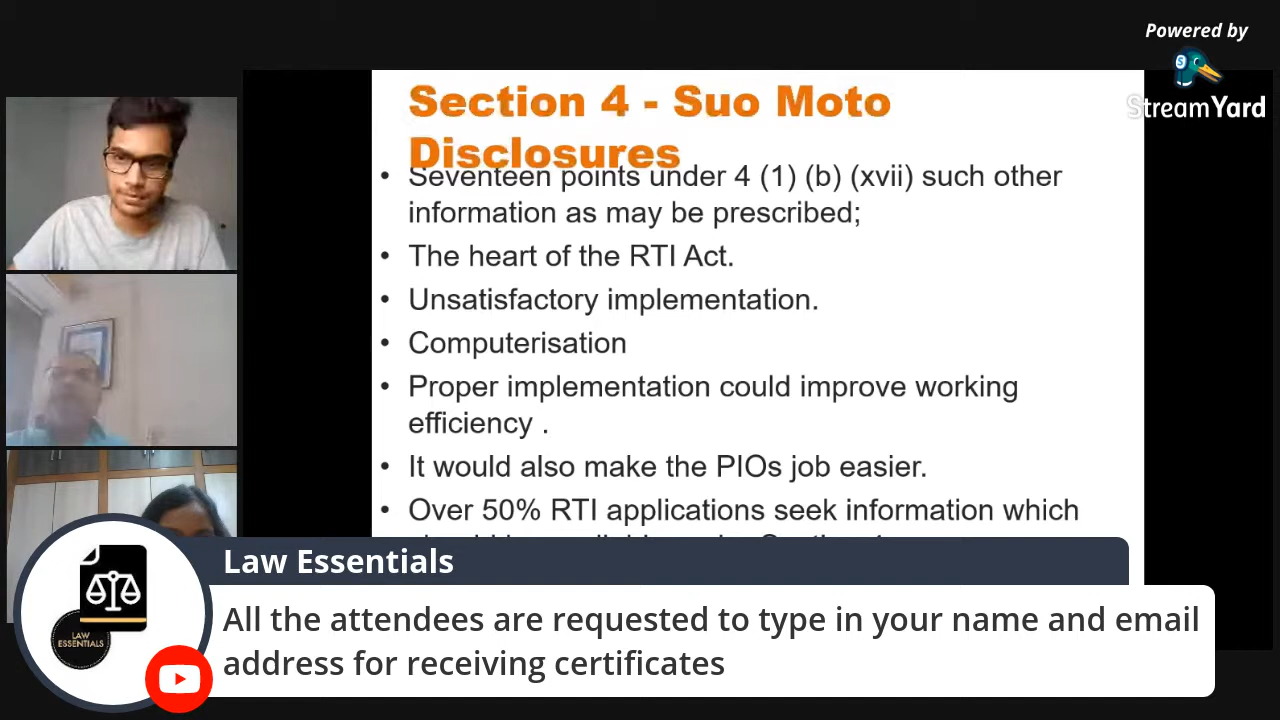 Powered by
StreamYard
Section 4 - Suo Moto
Disclosures
• Seventeen points under 4 (1) (b) (xvii) such other
information as may be prescribed;
• The heart of the RTI Act.
• Unsatisfactory implementation.
• Computerisation
• Proper implementation could improve working
efficiency .
• It would also make the PIOs job easier.
• Over 50% RTI applications seek information which
Law Essentials
LAW
ESSENTIALS
All the attendees are requested to type in your name and email
address for receiving certificates